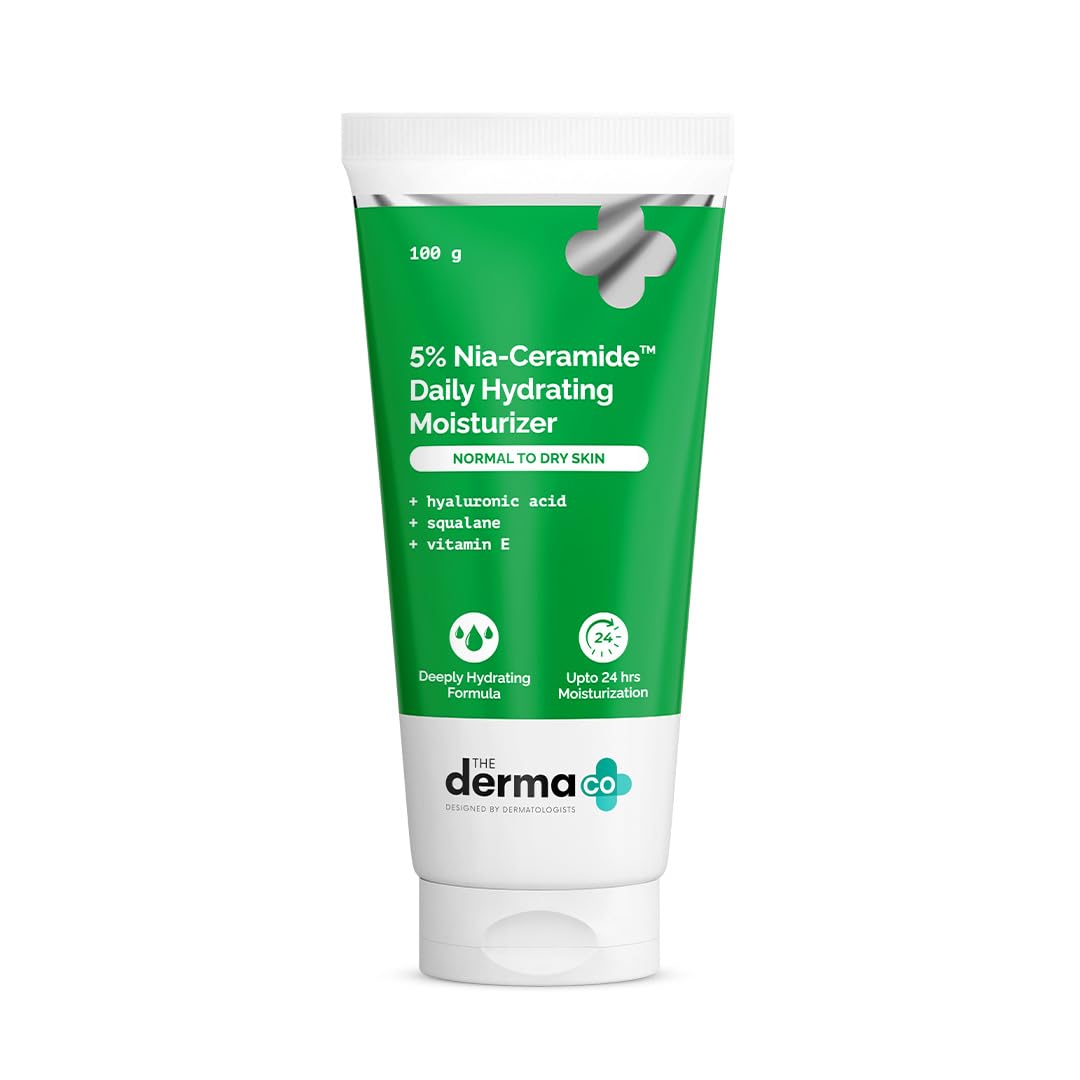 100 g
5% Nia-Ceramide™
Daily Hydrating
Moisturizer
NORMAL TO DRY SKIN
+ hyaluronic acid
+ squalane
+ vitamin E
24
Deeply Hydrating
Formula
Upto 24 hrs
Moisturization
THE
derma co
DESIGNED BY DERMATOLOGISTS